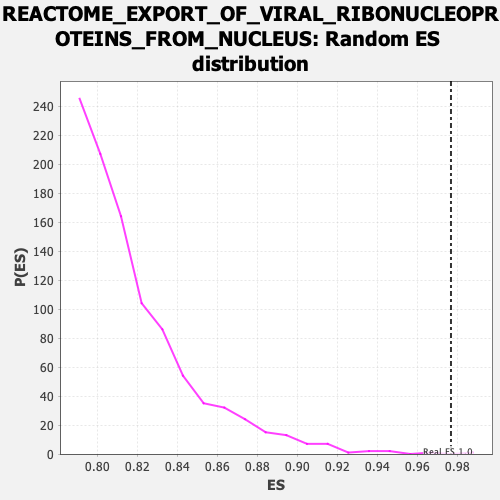 REACTOME_EXPORT_OF_VIRAL_RIBONUCLEOPR
OTEINS_FROM_NUCLEUS: Random ES
distribution
240
220
200
180
160
140
120
100
80
60
40
20
0
P(ES)
Real ES 1.0
0.80 0.82 0.84 0.86 0.88 0.90 0.92 0.94 0.96 0.98
ES